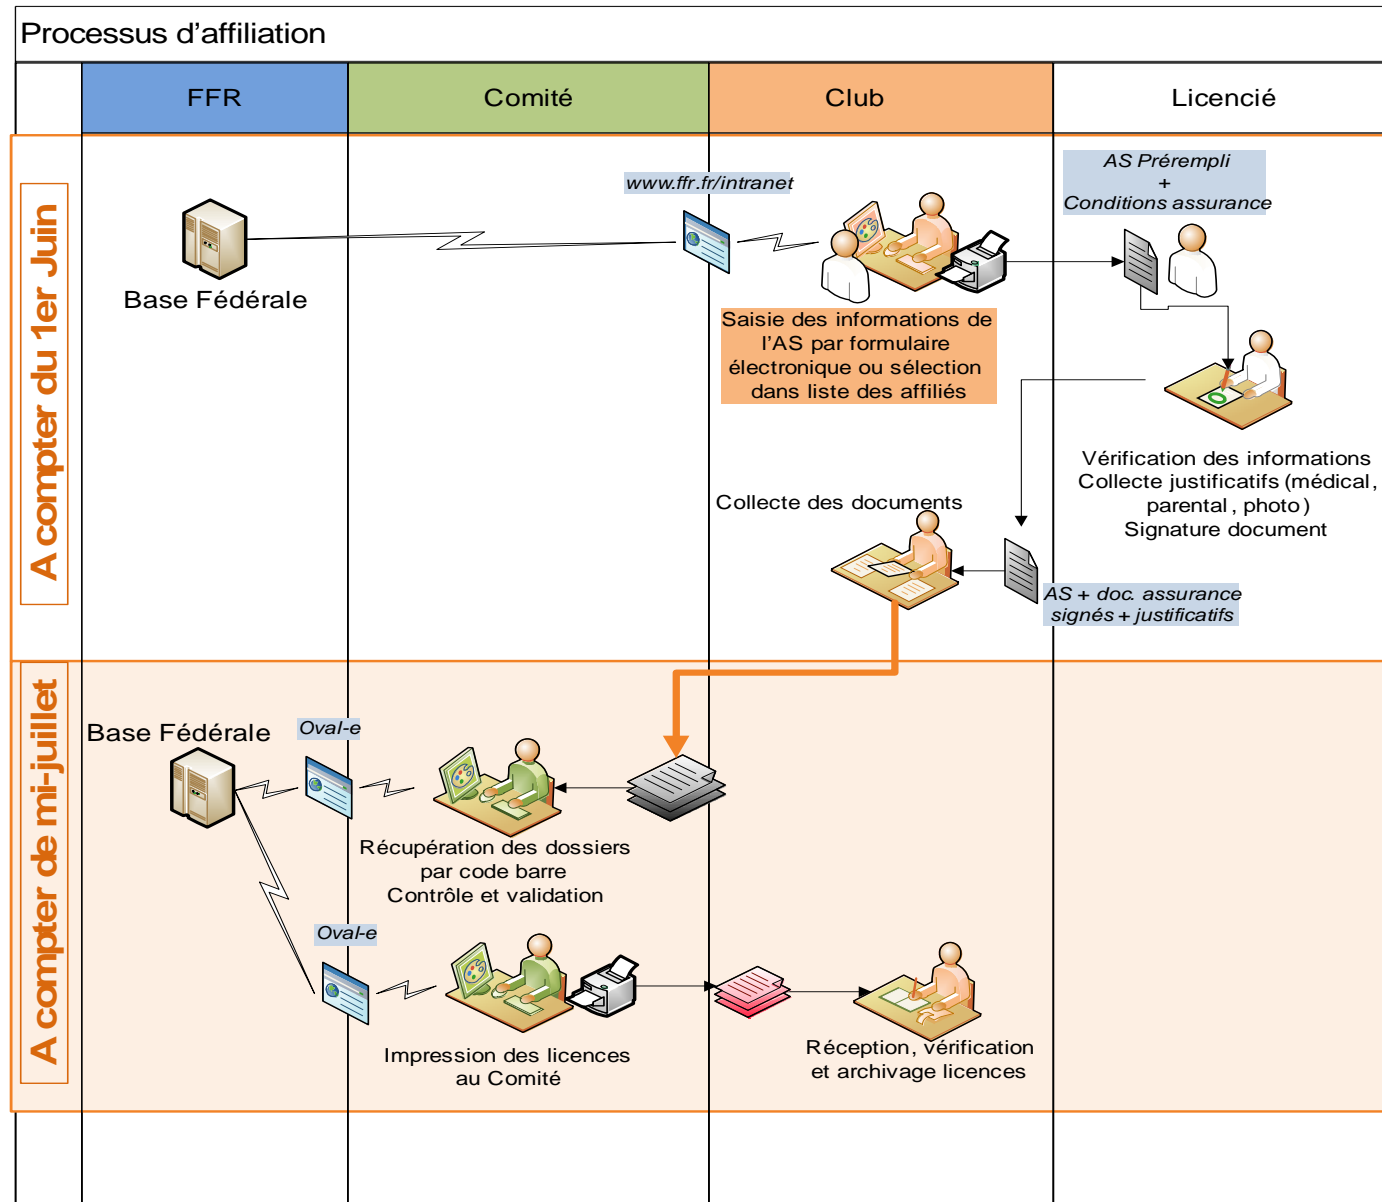 Processus d'affiliation
FFR
Comité
Club
Licencié
A compter du 1er Juin
www.ffr.fr/intranet
AS Prérempli
+
Conditions assurance
Base Fédérale
Saisie des informations de
l'AS par formulaire
électronique ou sélection
dans liste des affiliés
Vérification des informations
Collecte justificatifs (médical,
parental, photo)
Signature document
Collecte des documents
AS + doc. assurance
signés + justificatifs
A compter de mi-juillet
Base Fédérale
Oval-e
Récupération des dossiers
par code barre
Contrôle et validation
Oval-e
Impression des licences
au Comité
Réception, vérification
et archivage licences